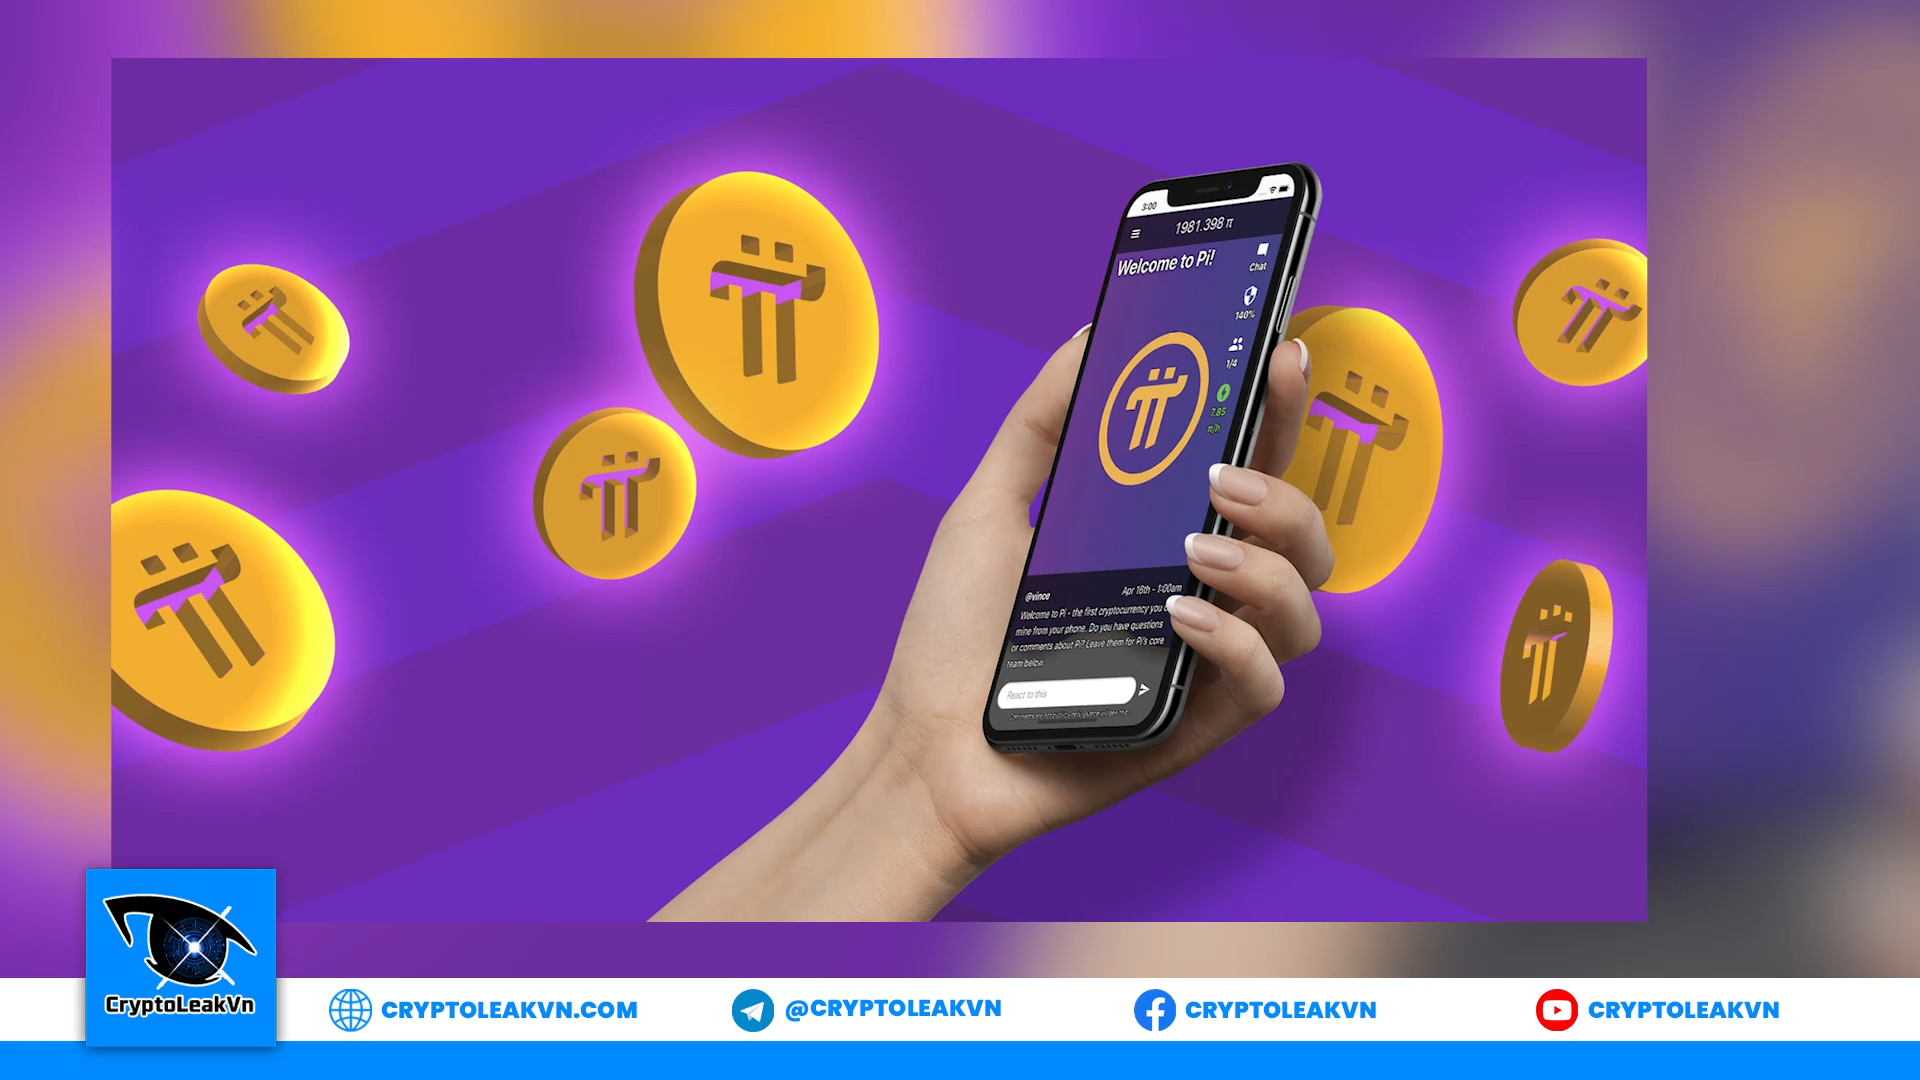 3:00
1981.398 π
Welcome to Pi!
Chat
140%
1/4
7.85
π/h
@vince
Apr 16th - 1:00am
Welcome to Pi - the first cryptocurrency you
mine from your phone. Do you have questions
or comments about Pi? Leave them for Pi's core
team below.
React to this
CryptoLeakVn
CRYPTOLEAKVN.COM
@CRYPTOLEAKVN
CRYPTOLEAKVN
CRYPTOLEAKVN